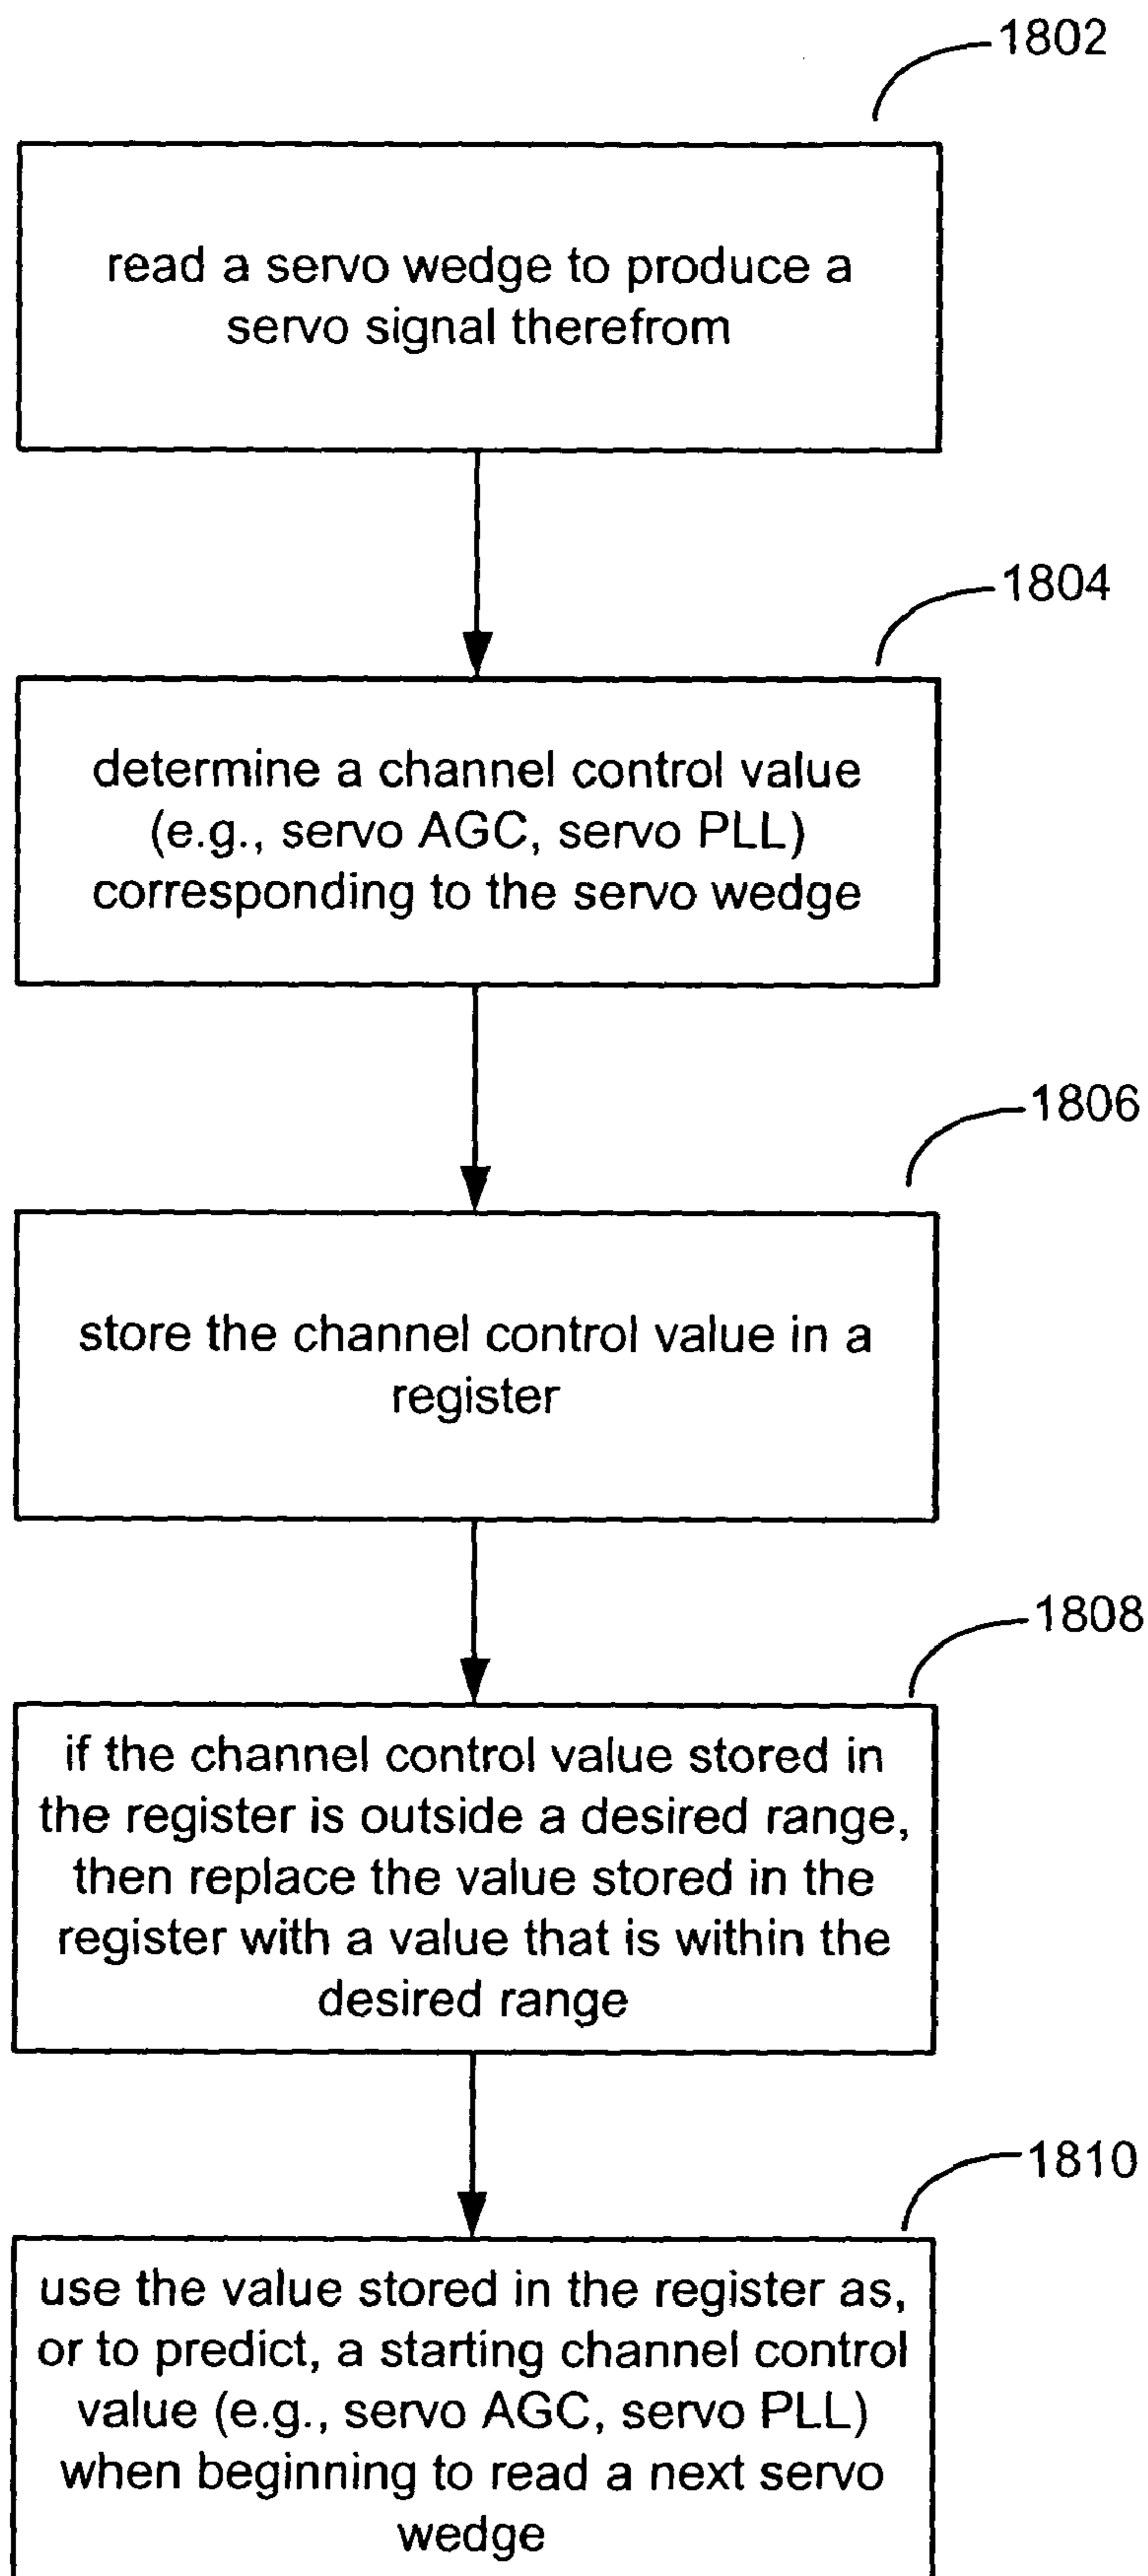 1802
read a servo wedge to produce a
servo signal therefrom
1804
determine a channel control value
(e.g., servo AGC, servo PLL)
corresponding to the servo wedge
1806
store the channel control value in a
register
1808
if the channel control value stored in
the register is outside a desired range,
then replace the value stored in the
register with a value that is within the
desired range
1810
use the value stored in the register as,
or to predict, a starting channel control
value (e.g., servo AGC, servo PLL)
when beginning to read a next servo
wedge